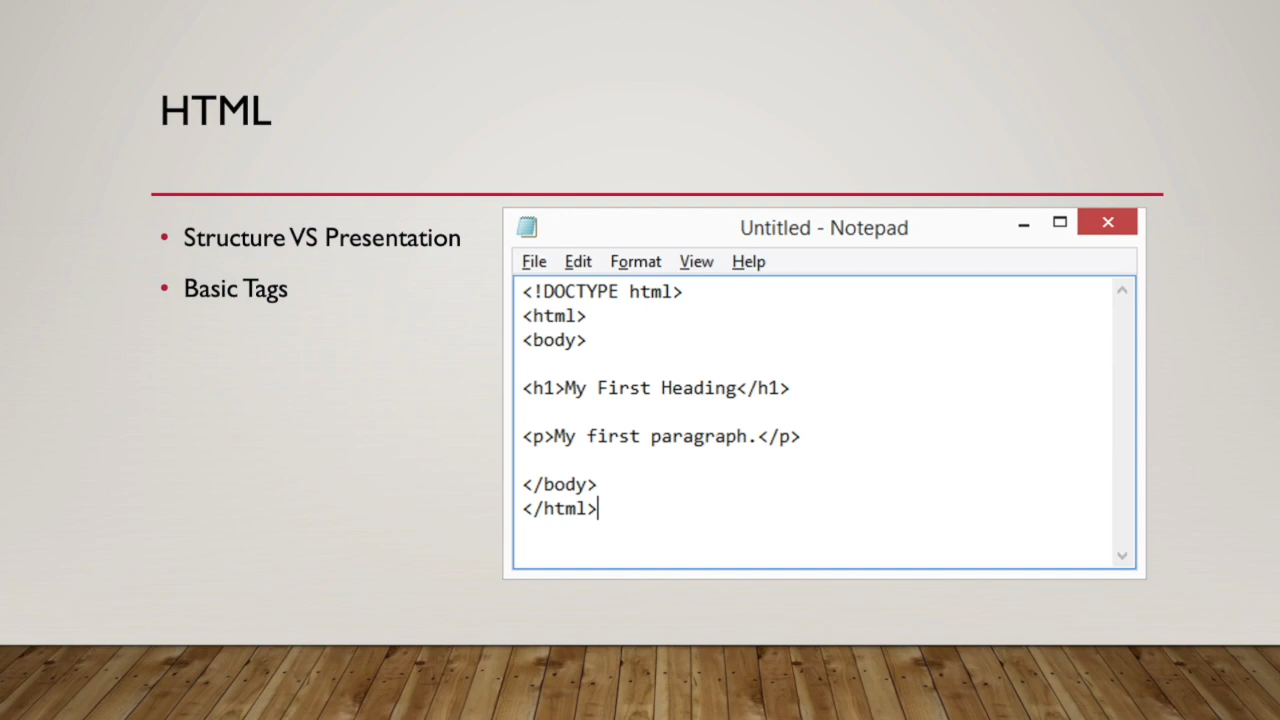 HTML
Structure VS Presentation
Basic Tags
Untitled - Notepad
File Edit Format View Help
<!DOCTYPE html>
<html>
<body>
<h1>My First Heading</h1>
<p>My first paragraph.</p>
</body>
</html>